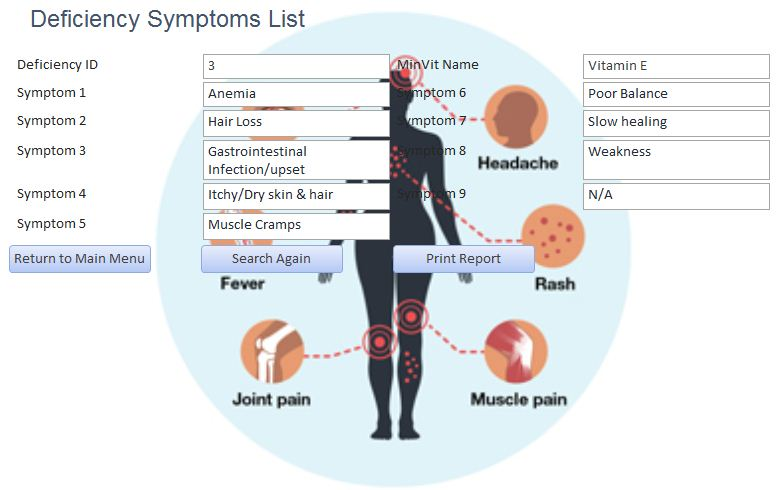 Deficiency Symptoms List
Deficiency ID 3 MinVit Name Vitamin E
Symptom 1 Anemia Symptom 6 Poor Balance
Symptom 2 Hair Loss Symptom 7 Slow healing
Symptom 3 Gastrointestinal Infection/upset Symptom 8 Weakness
Headache
Symptom 4 Itchy/Dry skin & hair Symptom 9 N/A
Symptom 5 Muscle Cramps
Return to Main Menu Search Again Print Report
Fever Rash
Joint pain Muscle pain